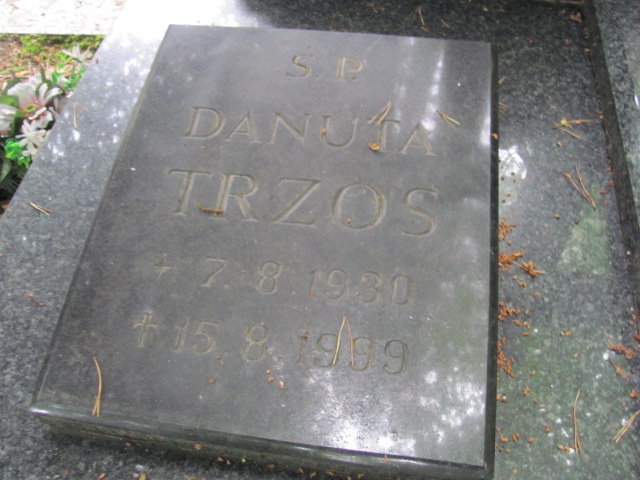 Ś.P.
DANUTA
TRZOS
+ 7.8.1930
✝ 15.8.1999